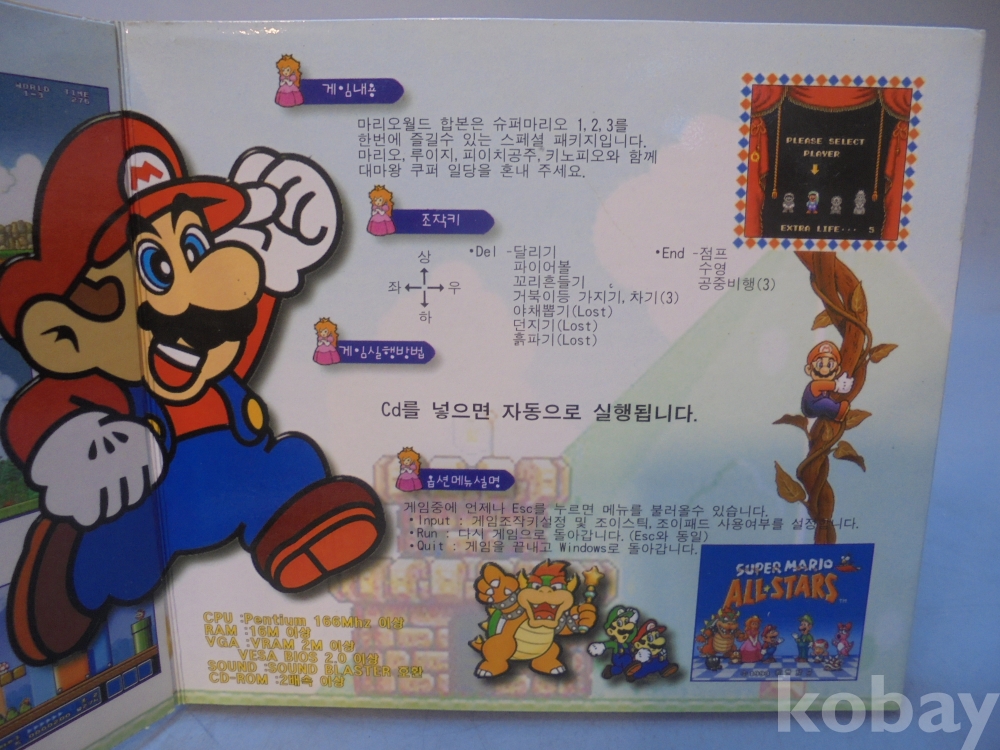 WORLD TIME
1-1 276
게임내용
마리오월드 합본은 슈퍼마리오 1,2,3를
한번에 즐길수 있는 스페셜 패키지입니다.
마리오,루이지,피이치공주,키노피오와 함께
대마왕 쿠퍼 일당을 혼내 주세요.
PLEASE SELECT
PLAYER
EXTRA LIFE··· 5
조작키
상
좌 우
하
•Del -달리기
파이어볼
꼬리흔들기
거북이등 가지기,차기(3)
야채뽑기(Lost)
던지기(Lost)
흙파기(Lost)
•End -점프
수영
공중비행(3)
게임실행방법
Cd를 넣으면 자동으로 실행됩니다.
옵션메뉴설명
게임중에 언제나 Esc를 누르면 메뉴를 불러올수 있습니다.
•Input : 게임조작키설정 및 조이스틱,조이패드 사용여부를 설정합니다.
•Run : 다시 게임으로 돌아갑니다.(Esc와 동일)
•Quit : 게임을 끝내고 Windows로 돌아갑니다.
CPU :Pentium 166Mhz 이상
RAM :16M 이상
VGA :VRAM 2M 이상
VESA BIOS 2.0 이상
SOUND :SOUND BLASTER 호환
CD-ROM :2배속 이상
M
SUPER MARIO
ALL-STARS
TM
kobay